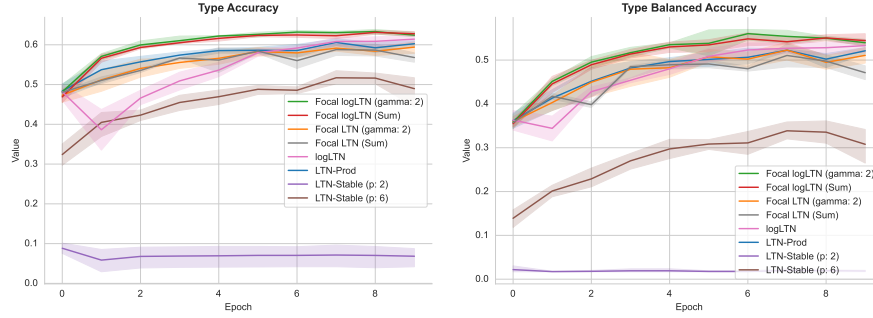 Type Accuracy
0.6
0.5
0.4
0.3
0.2
0.1
0.0
Value
0
2
4
6
8
Epoch
Focal logLTN (gamma: 2)
Focal logLTN (Sum)
Focal LTN (gamma: 2)
Focal LTN (Sum)
logLTN
LTN-Prod
LTN-Stable (p: 2)
LTN-Stable (p: 6)
Type Balanced Accuracy
0.5
0.4
0.3
0.2
0.1
0.0
Value
0
2
4
6
8
Epoch
Focal logLTN (gamma: 2)
Focal logLTN (Sum)
Focal LTN (gamma: 2)
Focal LTN (Sum)
logLTN
LTN-Prod
LTN-Stable (p: 2)
LTN-Stable (p: 6)